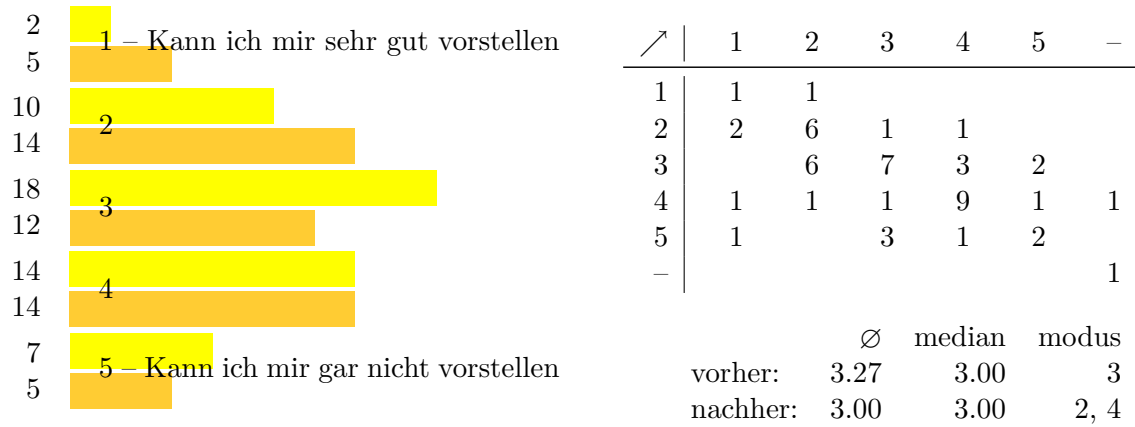 2
1 – Kann ich mir sehr gut vorstellen
5
10
2
14
18
3
12
14
4
14
7
5 – Kann ich mir gar nicht vorstellen
5
↗ 1 2 3 4 5 –
1 1 1
2 2 6 1 1
3 6 7 3 2
4 1 1 1 9 1 1
5 1 3 1 2
– 1
∅ median modus
vorher: 3.27 3.00 3
nachher: 3.00 3.00 2, 4